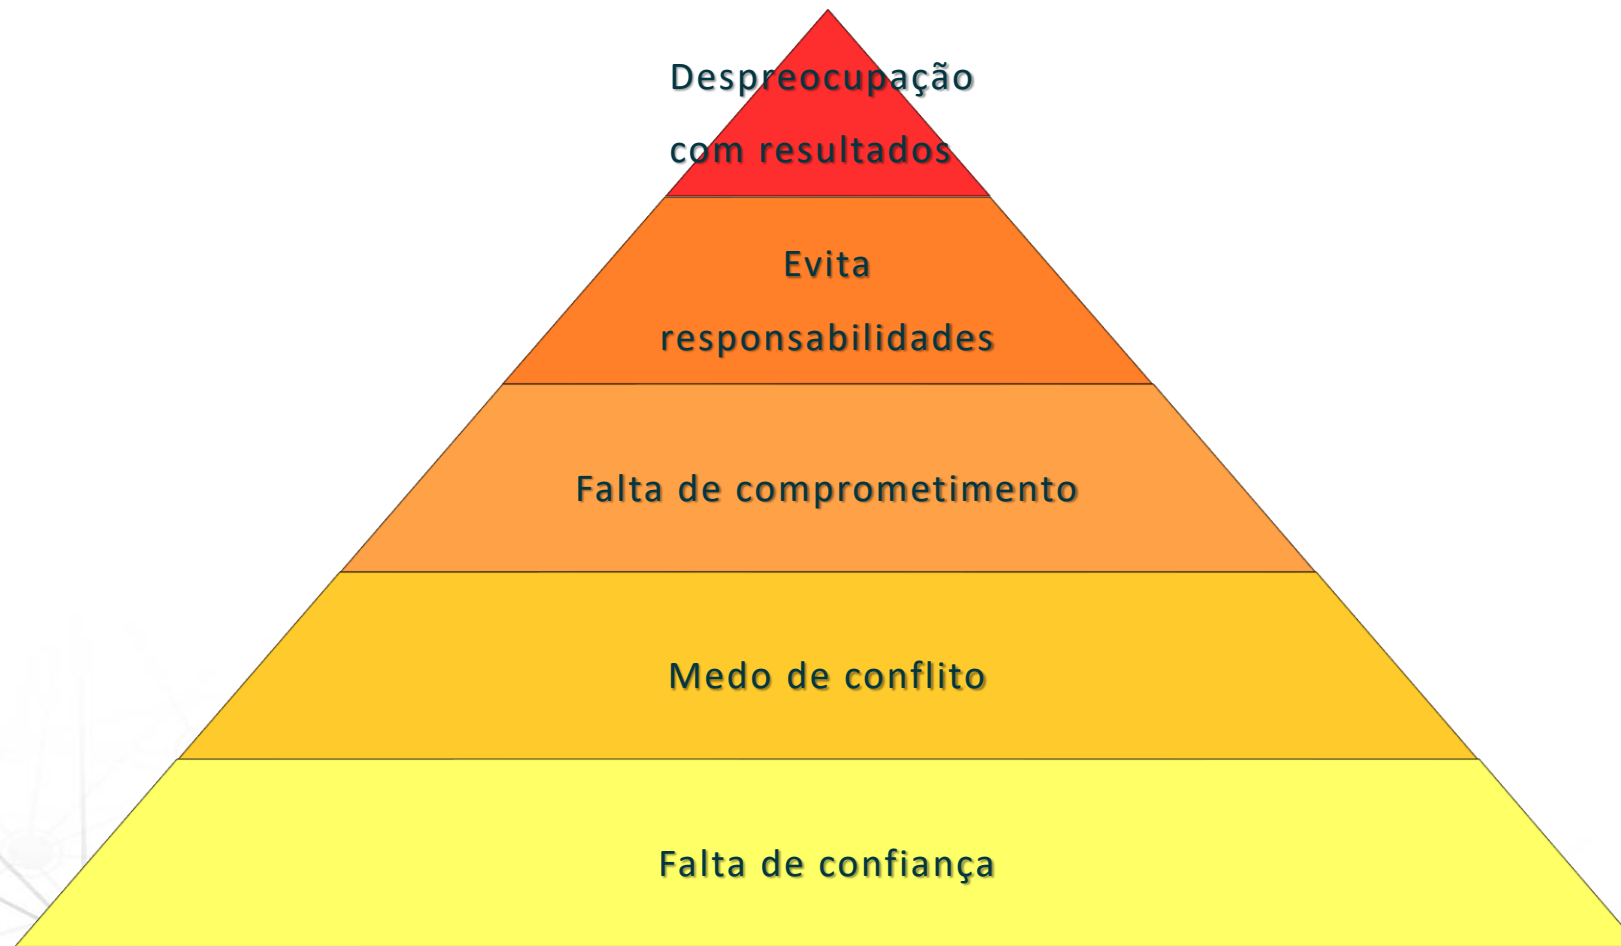 Despreocupação
com resultados
Evita
responsabilidades
Falta de comprometimento
Medo de conflito
Falta de confiança